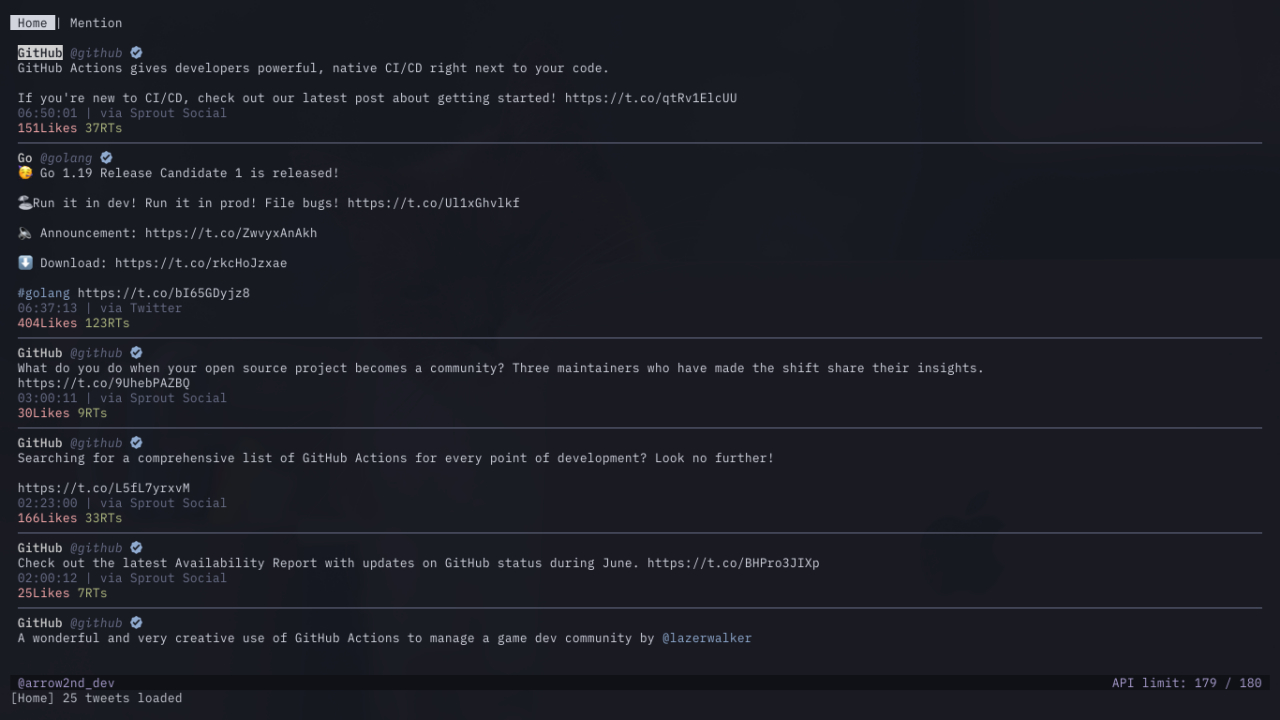 Home | Mention
GitHub @github
GitHub Actions gives developers powerful, native CI/CD right next to your code.
If you're new to CI/CD, check out our latest post about getting started! https://t.co/qtRv1ElcUU
06:50:01 | via Sprout Social
151Likes 37RTs
Go @golang
🥳 Go 1.19 Release Candidate 1 is released!
Run it in dev! Run it in prod! File bugs! https://t.co/Ul1xGhvlkf
Announcement: https://t.co/ZwvyxAnAkh
⬇️ Download: https://t.co/rkcHoJzxae
#golang https://t.co/bI65GDyjz8
06:37:13 | via Twitter
404Likes 123RTs
GitHub @github
What do you do when your open source project becomes a community? Three maintainers who have made the shift share their insights.
https://t.co/9UhebPAZBQ
03:00:11 | via Sprout Social
30Likes 9RTs
GitHub @github
Searching for a comprehensive list of GitHub Actions for every point of development? Look no further!
https://t.co/L5fL7yrxvM
02:23:00 | via Sprout Social
166Likes 33RTs
GitHub @github
Check out the latest Availability Report with updates on GitHub status during June. https://t.co/BHPro3JIXp
02:00:12 | via Sprout Social
25Likes 7RTs
GitHub @github
A wonderful and very creative use of GitHub Actions to manage a game dev community by @lazerwalker
@arrow2nd_dev API limit: 179 / 180
[Home] 25 tweets loaded